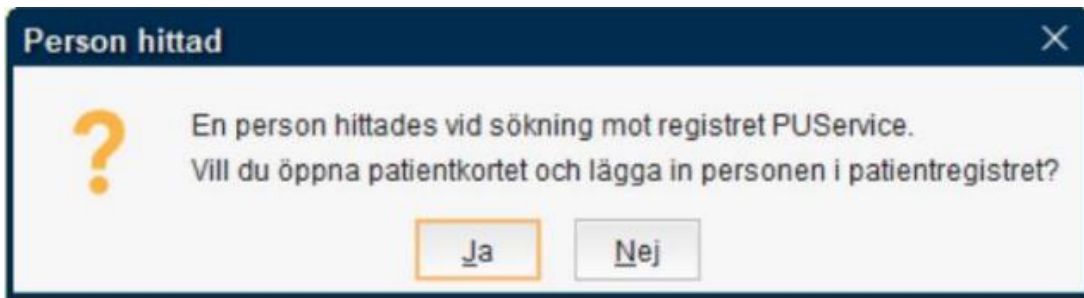 Person hittad
En person hittades vid sökning mot registret PUService.
Vill du öppna patientkortet och lägga in personen i patientregistret?
Ja Nej